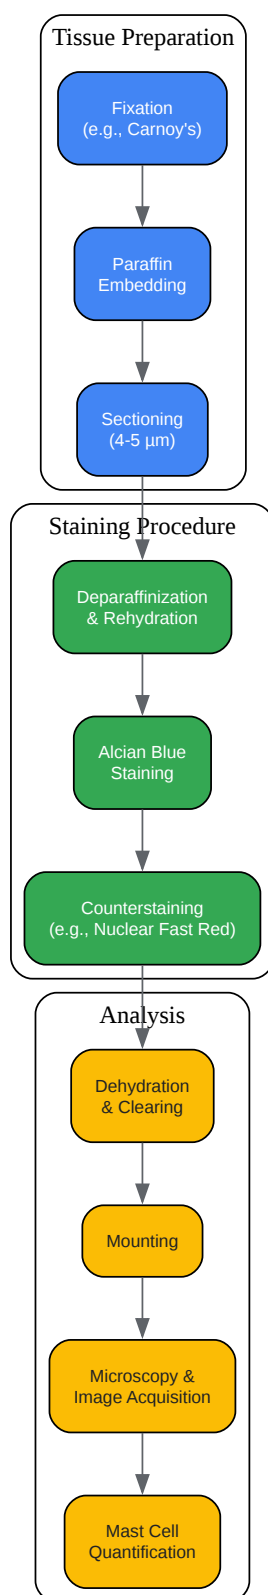 Tissue Preparation
Fixation
(e.g., Carnoy's)
Paraffin
Embedding
Sectioning
(4-5 µm)
Staining Procedure
Deparaffinization
& Rehydration
Alcian Blue
Staining
Counterstaining
(e.g., Nuclear Fast Red)
Analysis
Dehydration
& Clearing
Mounting
Microscopy &
Image Acquisition
Mast Cell
Quantification